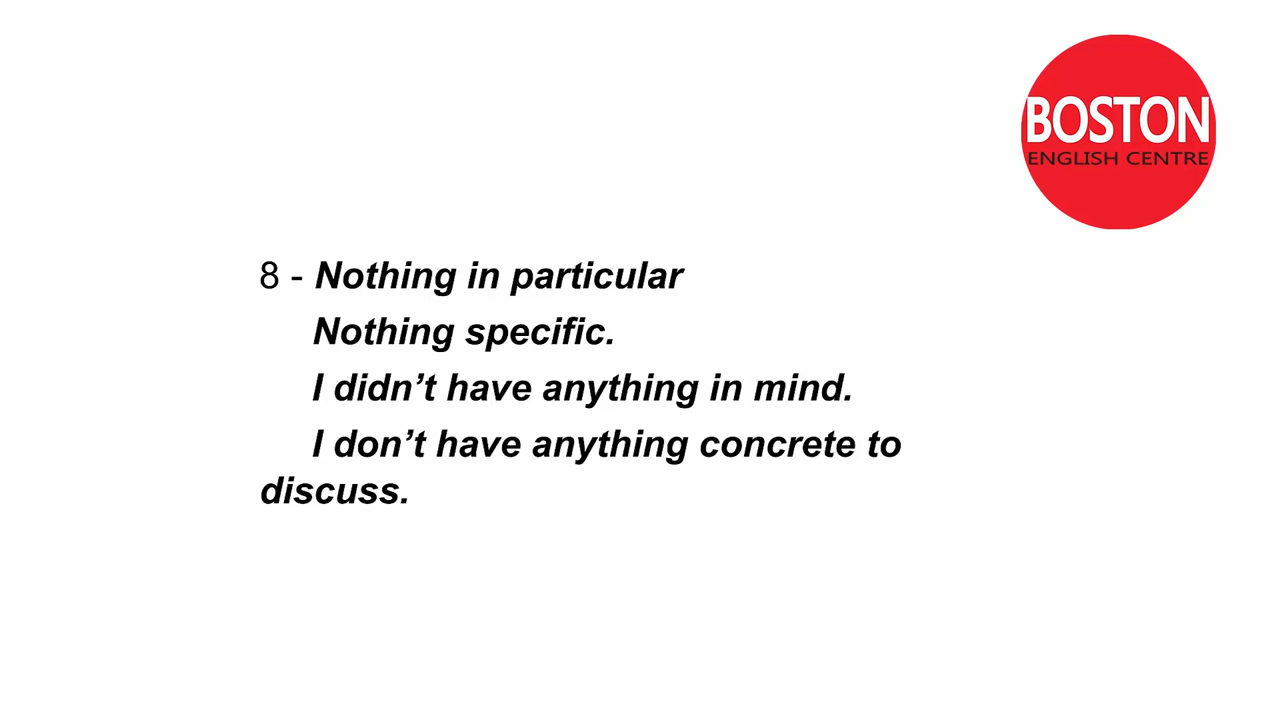 BOSTON
ENGLISH CENTRE
8 - Nothing in particular
Nothing specific.
I didn’t have anything in mind.
I don’t have anything concrete to
discuss.